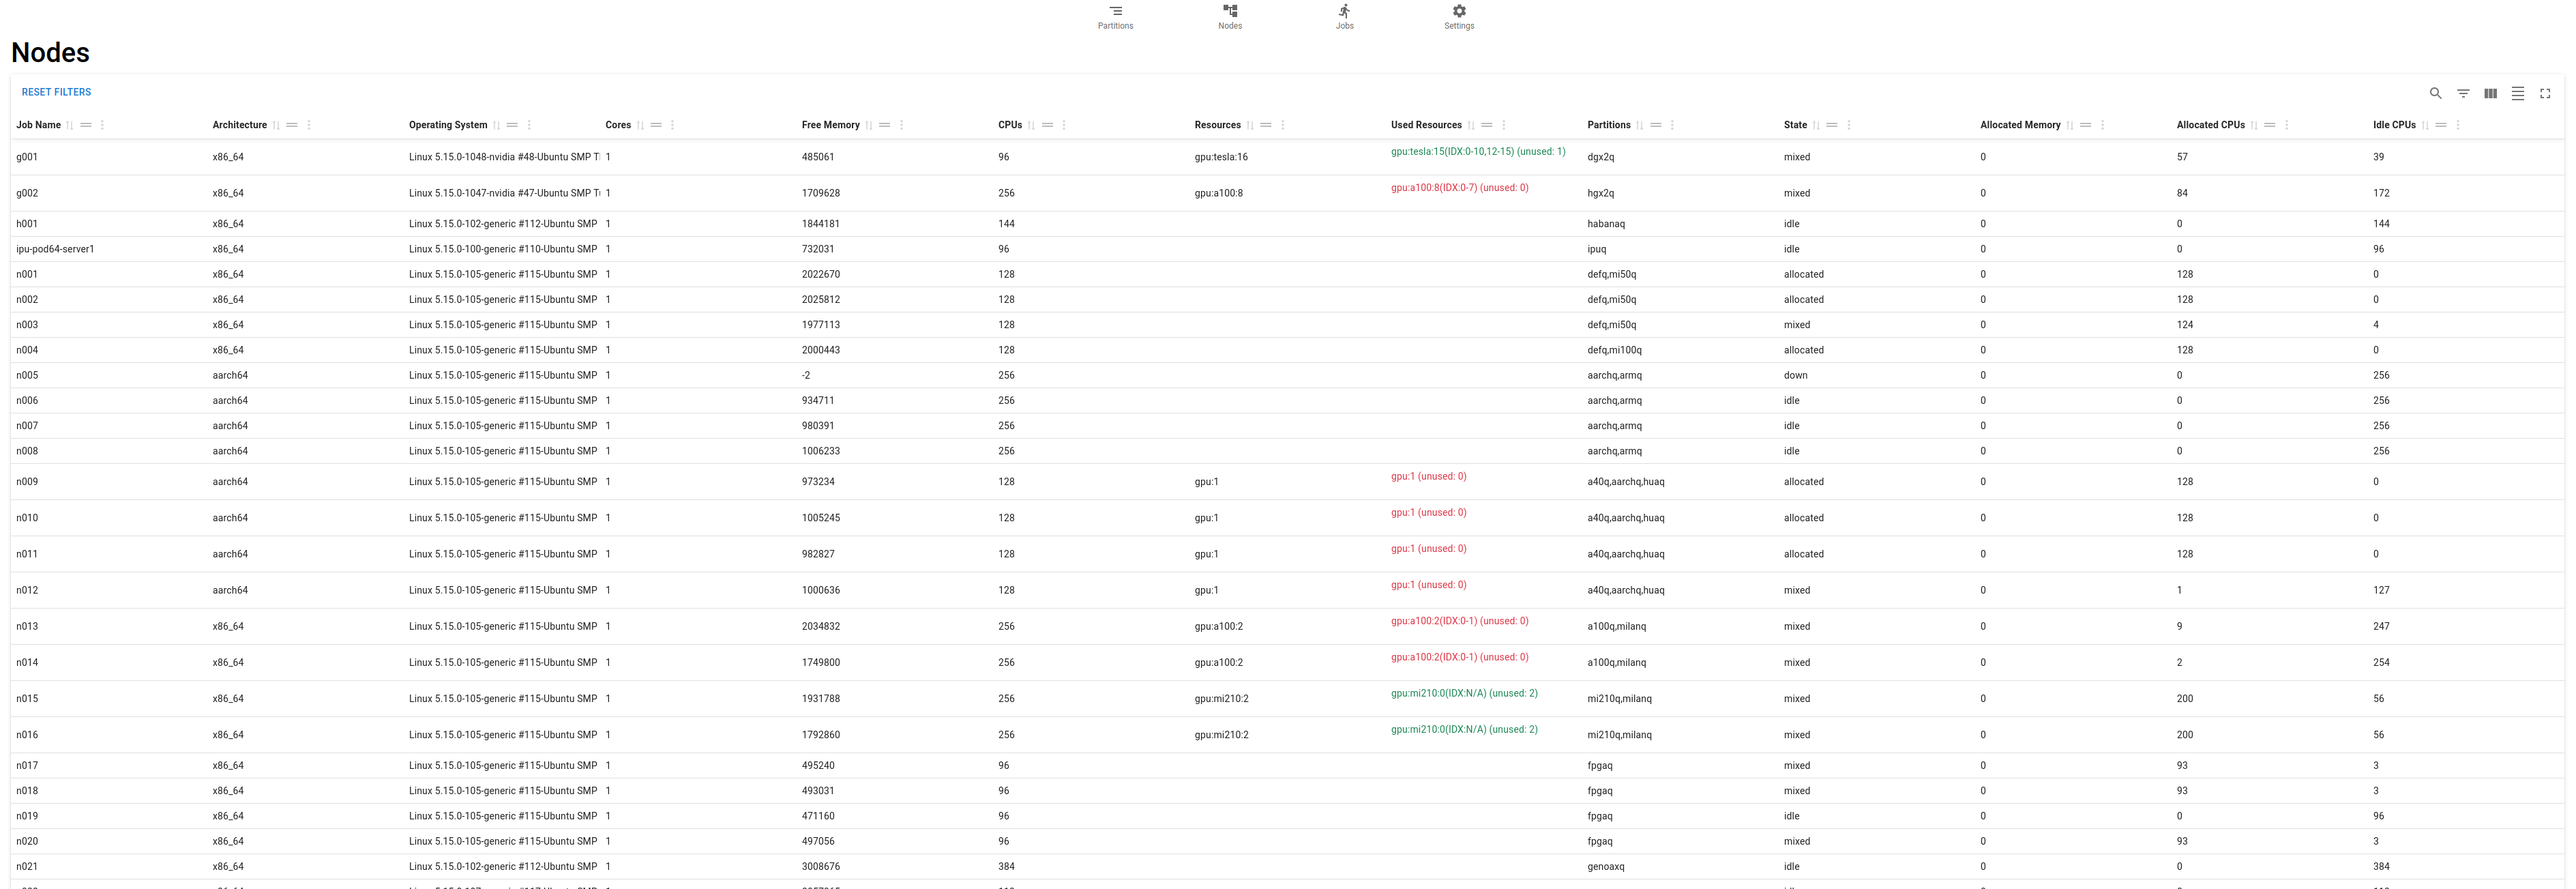 Partitions Nodes Jobs Settings
Nodes
RESET FILTERS
Job Name Architecture Operating System Cores Free Memory CPUs Resources Used Resources Partitions State Allocated Memory Allocated CPUs Idle CPUs
g001 x86_64 Linux 5.15.0-1048-nvidia #48-Ubuntu SMP 1 485061 96 gpu:tesla:16 gpu:tesla:15(IDX:0-10,12-15) (unused: 1) dgx2q mixed 0 57 39
g002 x86_64 Linux 5.15.0-1047-nvidia #47-Ubuntu SMP 1 1709628 256 gpu:a100:8 gpu:a100:8(IDX:0-7) (unused: 0) hgx2q mixed 0 84 172
h001 x86_64 Linux 5.15.0-102-generic #112-Ubuntu SMP 1 1844181 144 habanaq idle 0 0 144
ipu-pod64-server1 x86_64 Linux 5.15.0-100-generic #110-Ubuntu SMP 1 732031 96 ipuq idle 0 0 96
n001 x86_64 Linux 5.15.0-105-generic #115-Ubuntu SMP 1 2022670 128 defq,mi50q allocated 0 128 0
n002 x86_64 Linux 5.15.0-105-generic #115-Ubuntu SMP 1 2025812 128 defq,mi50q allocated 0 128 0
n003 x86_64 Linux 5.15.0-105-generic #115-Ubuntu SMP 1 1977113 128 defq,mi50q mixed 0 124 4
n004 x86_64 Linux 5.15.0-105-generic #115-Ubuntu SMP 1 2000443 128 defq,mi100q allocated 0 128 0
n005 aarch64 Linux 5.15.0-105-generic #115-Ubuntu SMP 1 -2 256 aarchq,armq down 0 0 256
n006 aarch64 Linux 5.15.0-105-generic #115-Ubuntu SMP 1 934711 256 aarchq,armq idle 0 0 256
n007 aarch64 Linux 5.15.0-105-generic #115-Ubuntu SMP 1 980391 256 aarchq,armq idle 0 0 256
n008 aarch64 Linux 5.15.0-105-generic #115-Ubuntu SMP 1 1006233 256 aarchq,armq idle 0 0 256
n009 aarch64 Linux 5.15.0-105-generic #115-Ubuntu SMP 1 973234 128 gpu:1 gpu:1 (unused: 0) a40q,aarchq,huaq allocated 0 128 0
n010 aarch64 Linux 5.15.0-105-generic #115-Ubuntu SMP 1 1005245 128 gpu:1 gpu:1 (unused: 0) a40q,aarchq,huaq allocated 0 128 0
n011 aarch64 Linux 5.15.0-105-generic #115-Ubuntu SMP 1 982827 128 gpu:1 gpu:1 (unused: 0) a40q,aarchq,huaq allocated 0 128 0
n012 aarch64 Linux 5.15.0-105-generic #115-Ubuntu SMP 1 1000636 128 gpu:1 gpu:1 (unused: 0) a40q,aarchq,huaq mixed 0 1 127
n013 x86_64 Linux 5.15.0-105-generic #115-Ubuntu SMP 1 2034832 256 gpu:a100:2 gpu:a100:2(IDX:0-1) (unused: 0) a100q,milanq mixed 0 9 247
n014 x86_64 Linux 5.15.0-105-generic #115-Ubuntu SMP 1 1749800 256 gpu:a100:2 gpu:a100:2(IDX:0-1) (unused: 0) a100q,milanq mixed 0 2 254
n015 x86_64 Linux 5.15.0-105-generic #115-Ubuntu SMP 1 1931788 256 gpu:mi210:2 gpu:mi210:0(IDX:N/A) (unused: 2) mi210q,milanq mixed 0 200 56
n016 x86_64 Linux 5.15.0-105-generic #115-Ubuntu SMP 1 1792860 256 gpu:mi210:2 gpu:mi210:0(IDX:N/A) (unused: 2) mi210q,milanq mixed 0 200 56
n017 x86_64 Linux 5.15.0-105-generic #115-Ubuntu SMP 1 495240 96 fpgaq mixed 0 93 3
n018 x86_64 Linux 5.15.0-105-generic #115-Ubuntu SMP 1 493031 96 fpgaq mixed 0 93 3
n019 x86_64 Linux 5.15.0-105-generic #115-Ubuntu SMP 1 471160 96 fpgaq idle 0 0 96
n020 x86_64 Linux 5.15.0-105-generic #115-Ubuntu SMP 1 497056 96 fpgaq mixed 0 93 3
n021 x86_64 Linux 5.15.0-102-generic #112-Ubuntu SMP 1 3008676 384 genoaxq idle 0 0 384